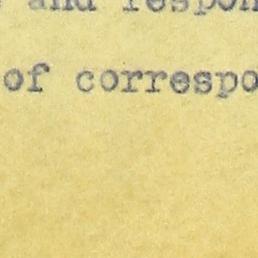 and respon
of correspo